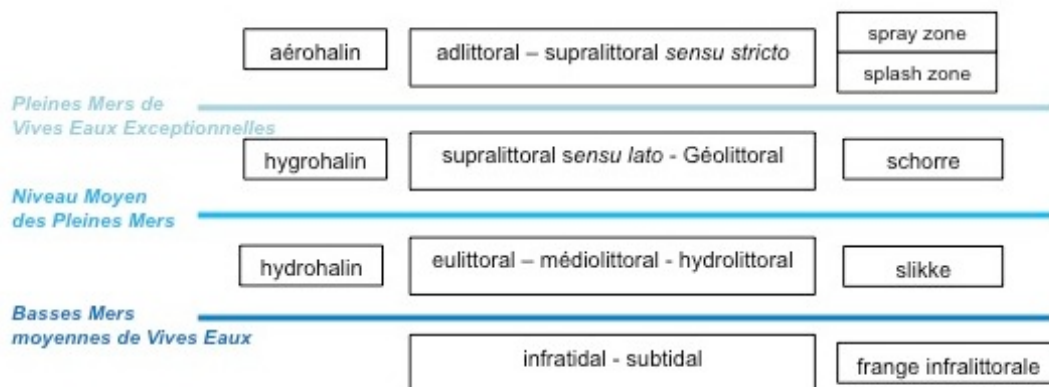 aérohalin
adlittoral – supralittoral sensu stricto
spray zone
splash zone
Pleines Mers de
Vives Eaux Exceptionnelles
hygrohalin
supralittoral sensu lato - Géolittoral
schorre
Niveau Moyen
des Pleines Mers
hydrohalin
eulittoral – médiolittoral - hydrolittoral
slikke
Basses Mers
moyennes de Vives Eaux
infratidal - subtidal
frange infralittorale